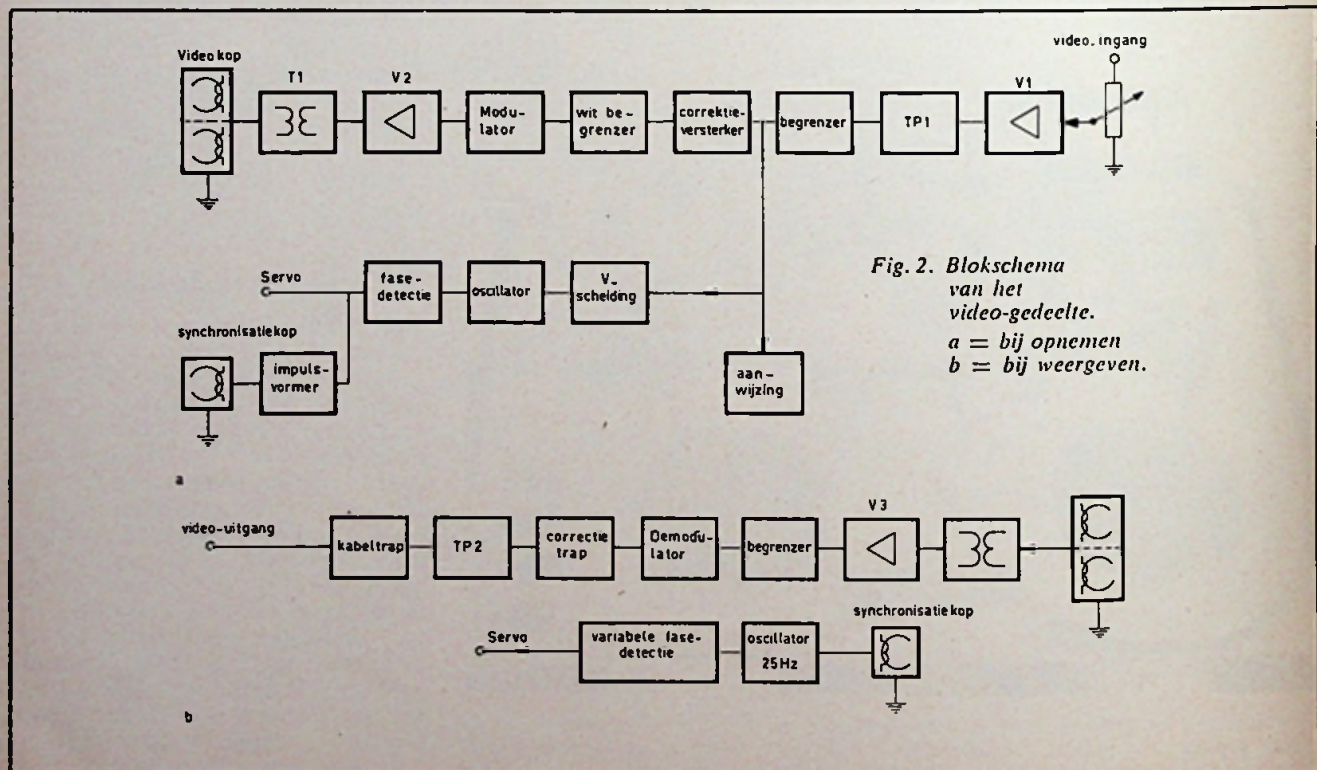 Video kop
T1
V2
Modu-
lator
wit be-
grenzer
correktie-
versterker
begrenzer
TP1
V1
video.ingang
Servo
fase-
detectie
oscillator
V-
scheiding
synchronisatiekop
impuls-
vormer
aan-
wijzing
Fig. 2. Blokschema
van het
video-gedeelte.
a = bij opnemen
b = bij weergeven.
a
video-uitgang
kabeltrap
TP2
correctie
trap
Demodu-
lator
begrenzer
V3
synchronisatie kop
Servo
variabele fase-
detectie
oscillator
25Hz
b